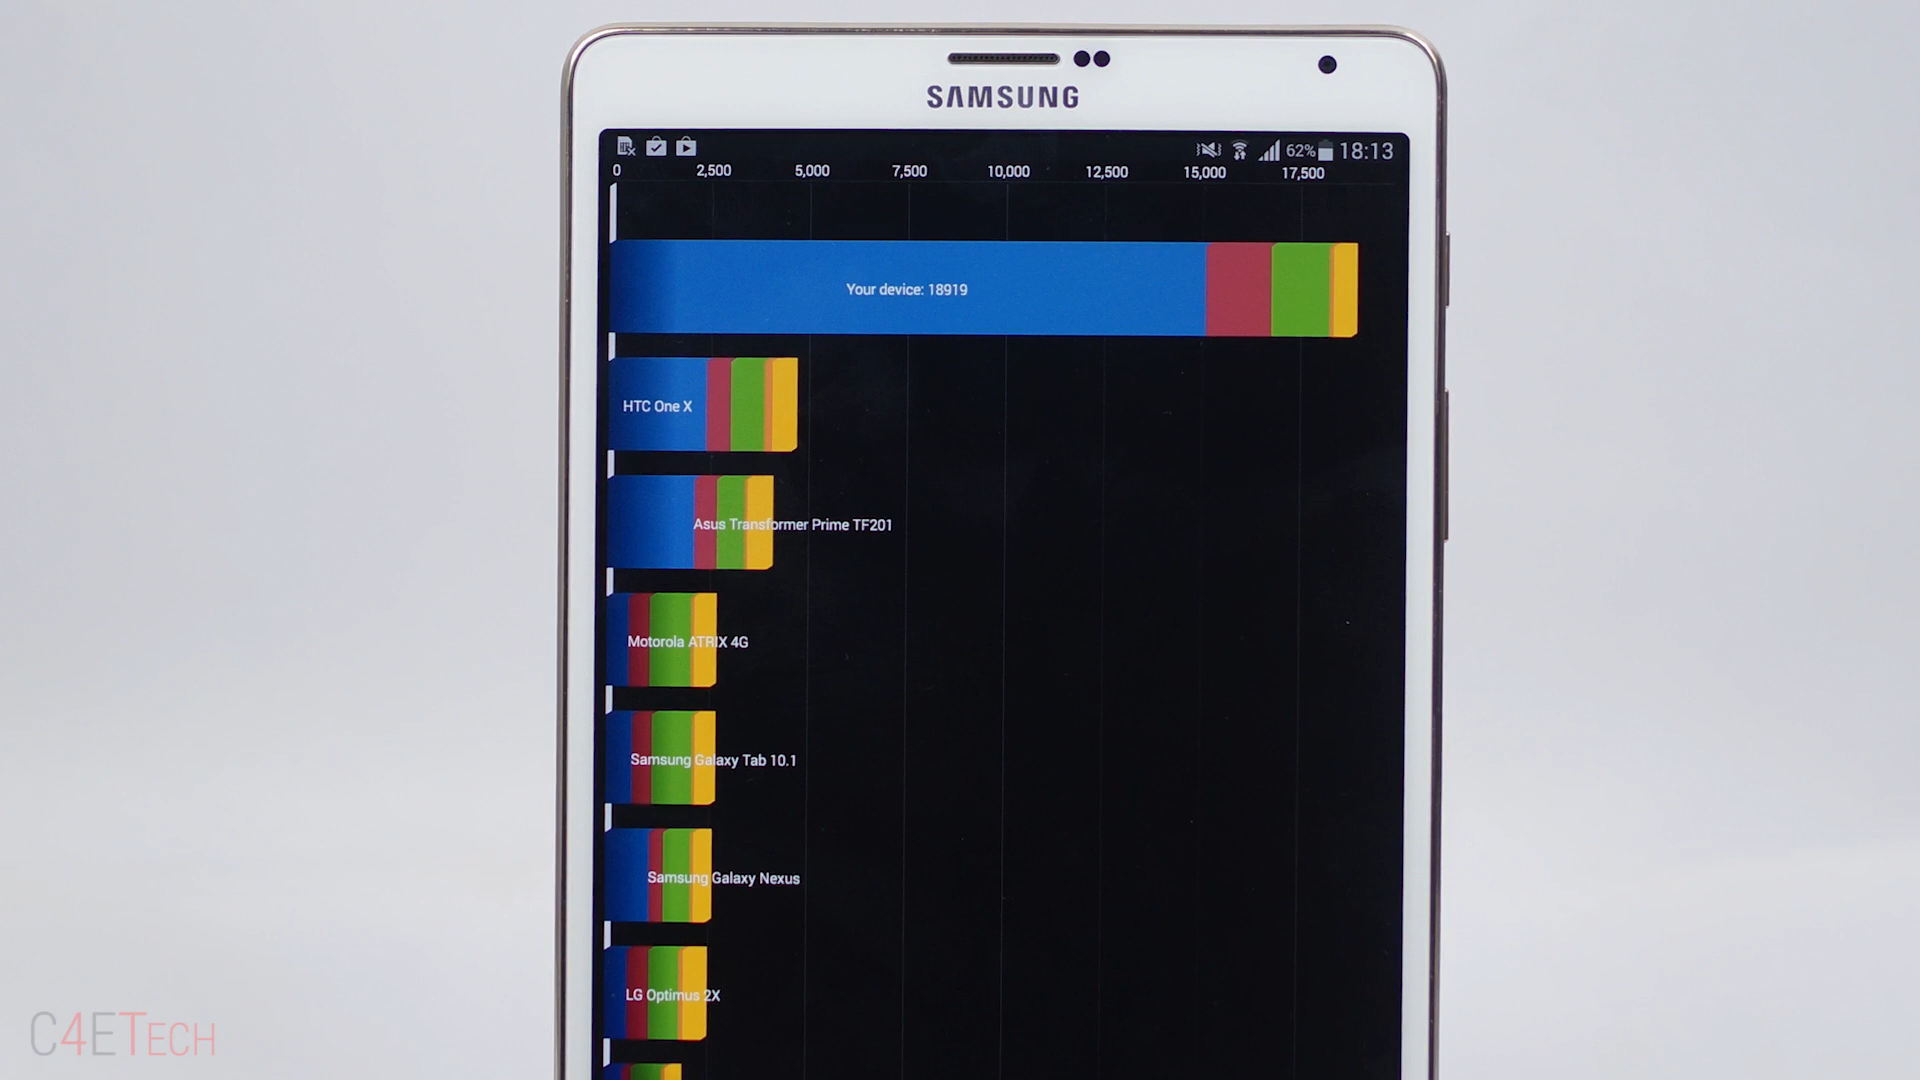 SAMSUNG
62% 18:13
0 2,500 5,000 7,500 10,000 12,500 15,000 17,500
Your device: 18919
HTC One X
Asus Transformer Prime TF201
Motorola ATRIX 4G
Samsung Galaxy Tab 10.1
Samsung Galaxy Nexus
LG Optimus 2X
C4ETECH